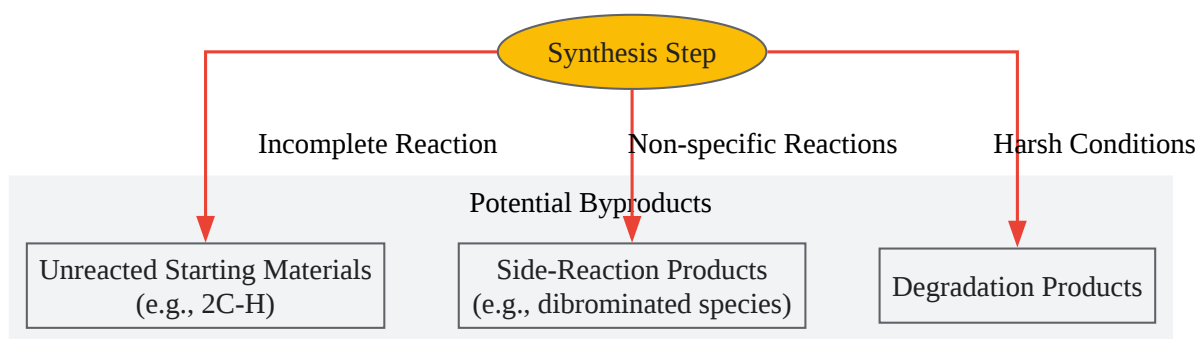 Synthesis Step
Incomplete Reaction
Non-specific Reactions
Harsh Conditions
Potential Byproducts
Unreacted Starting Materials
(e.g., 2C-H)
Side-Reaction Products
(e.g., dibrominated species)
Degradation Products